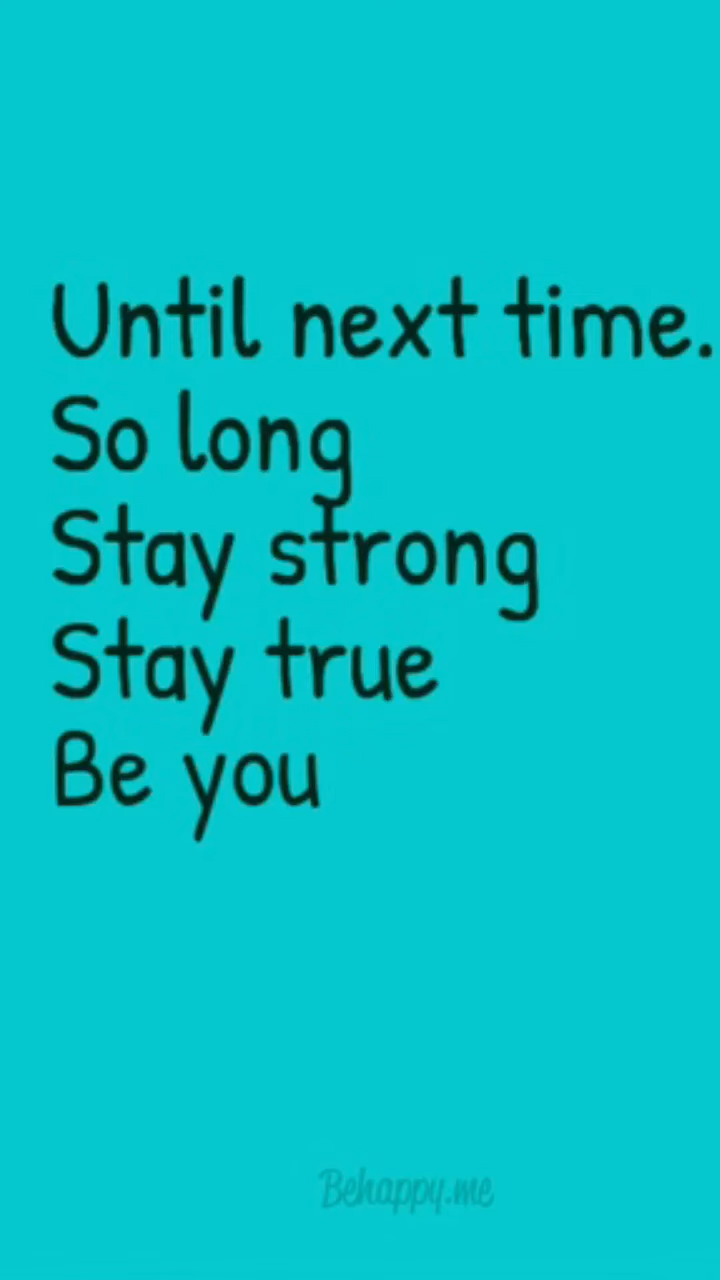 Until next time.
So long
Stay strong
Stay true
Be you
Behappy.me